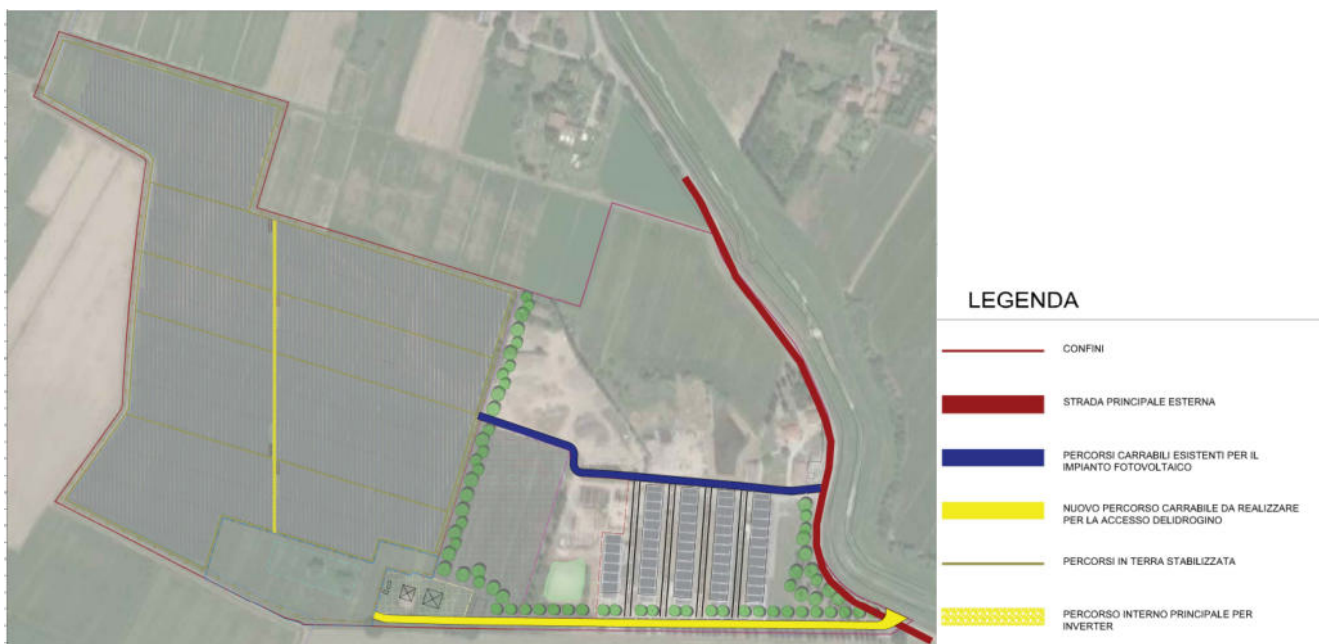 LEGENDA
CONFINI
STRADA PRINCIPALE ESTERNA
PERCORSI CARRABILI ESISTENTI PER IL
IMPIANTO FOTOVOLTAICO
NUOVO PERCORSO CARRABILE DA REALIZZARE
PER LA ACCESSO DELIDROGINO
PERCORSI IN TERRA STABILIZZATA
PERCORSO INTERNO PRINCIPALE PER
INVERTER